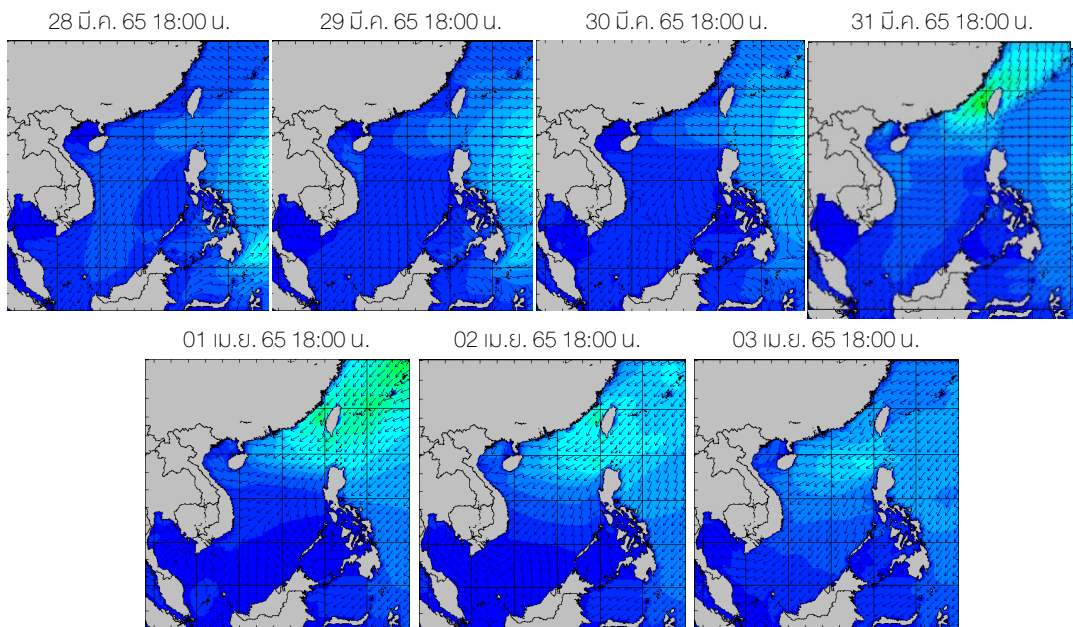 28 มี.ค. 65 18:00 น.
29 มี.ค. 65 18:00 น.
30 มี.ค. 65 18:00 น.
31 มี.ค. 65 18:00 น.
01 เม.ย. 65 18:00 น.
02 เม.ย. 65 18:00 น.
03 เม.ย. 65 18:00 น.